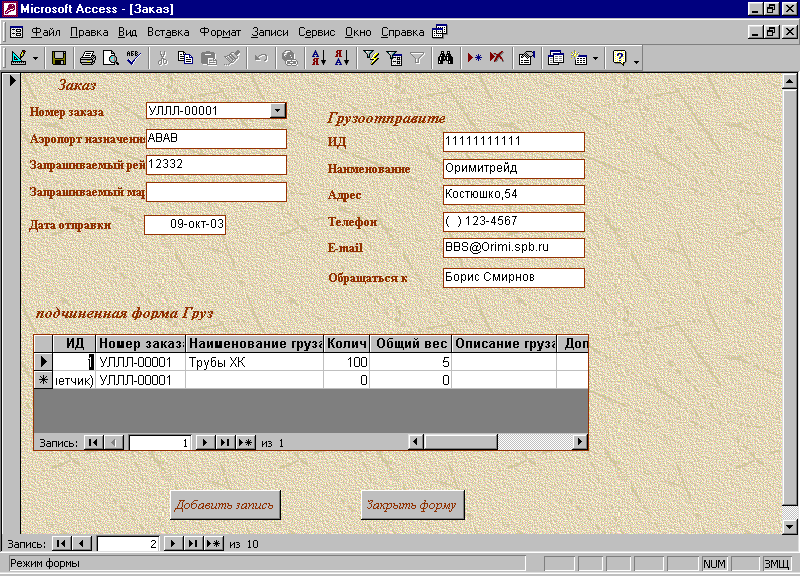 Microsoft Access - [Заказ]
Файл Правка Вид Вставка Формат Записи Сервис Окно Справка
Заказ
Номер заказа УЛЛЛ-00001
Аэропорт назначени АВАВ
Запрашиваемый рей 12332
Запрашиваемый мар
Дата отправки 09-окт-03
Грузоотправите
ИД 11111111111
Наименование Оримитрейд
Адрес Костюшко,54
Телефон ( ) 123-4567
E-mail BBS@Orimi.spb.ru
Обращаться к Борис Смирнов
подчиненная форма Груз
ИД Номер заказ Наименование груза Колич Общий вес Описание груза Доп
1 УЛЛЛ-00001 Трубы ХК 100 5
етчик) УЛЛЛ-00001 0 0
Запись: 1 из 1
Добавить запись Закрыть форму
Запись: 2 из 10
Режим формы NUM ЗМЩ